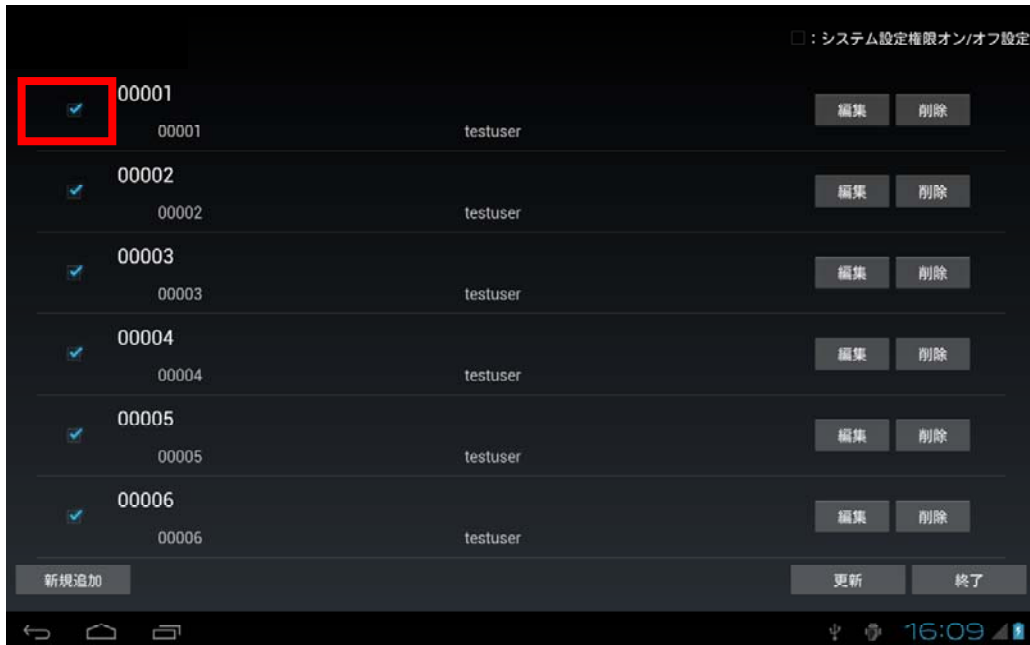 ：システム設定権限オン/オフ設定
00001
00001 testuser
編集 削除
00002
00002 testuser
編集 削除
00003
00003 testuser
編集 削除
00004
00004 testuser
編集 削除
00005
00005 testuser
編集 削除
00006
00006 testuser
編集 削除
新規追加 更新 終了
16:09